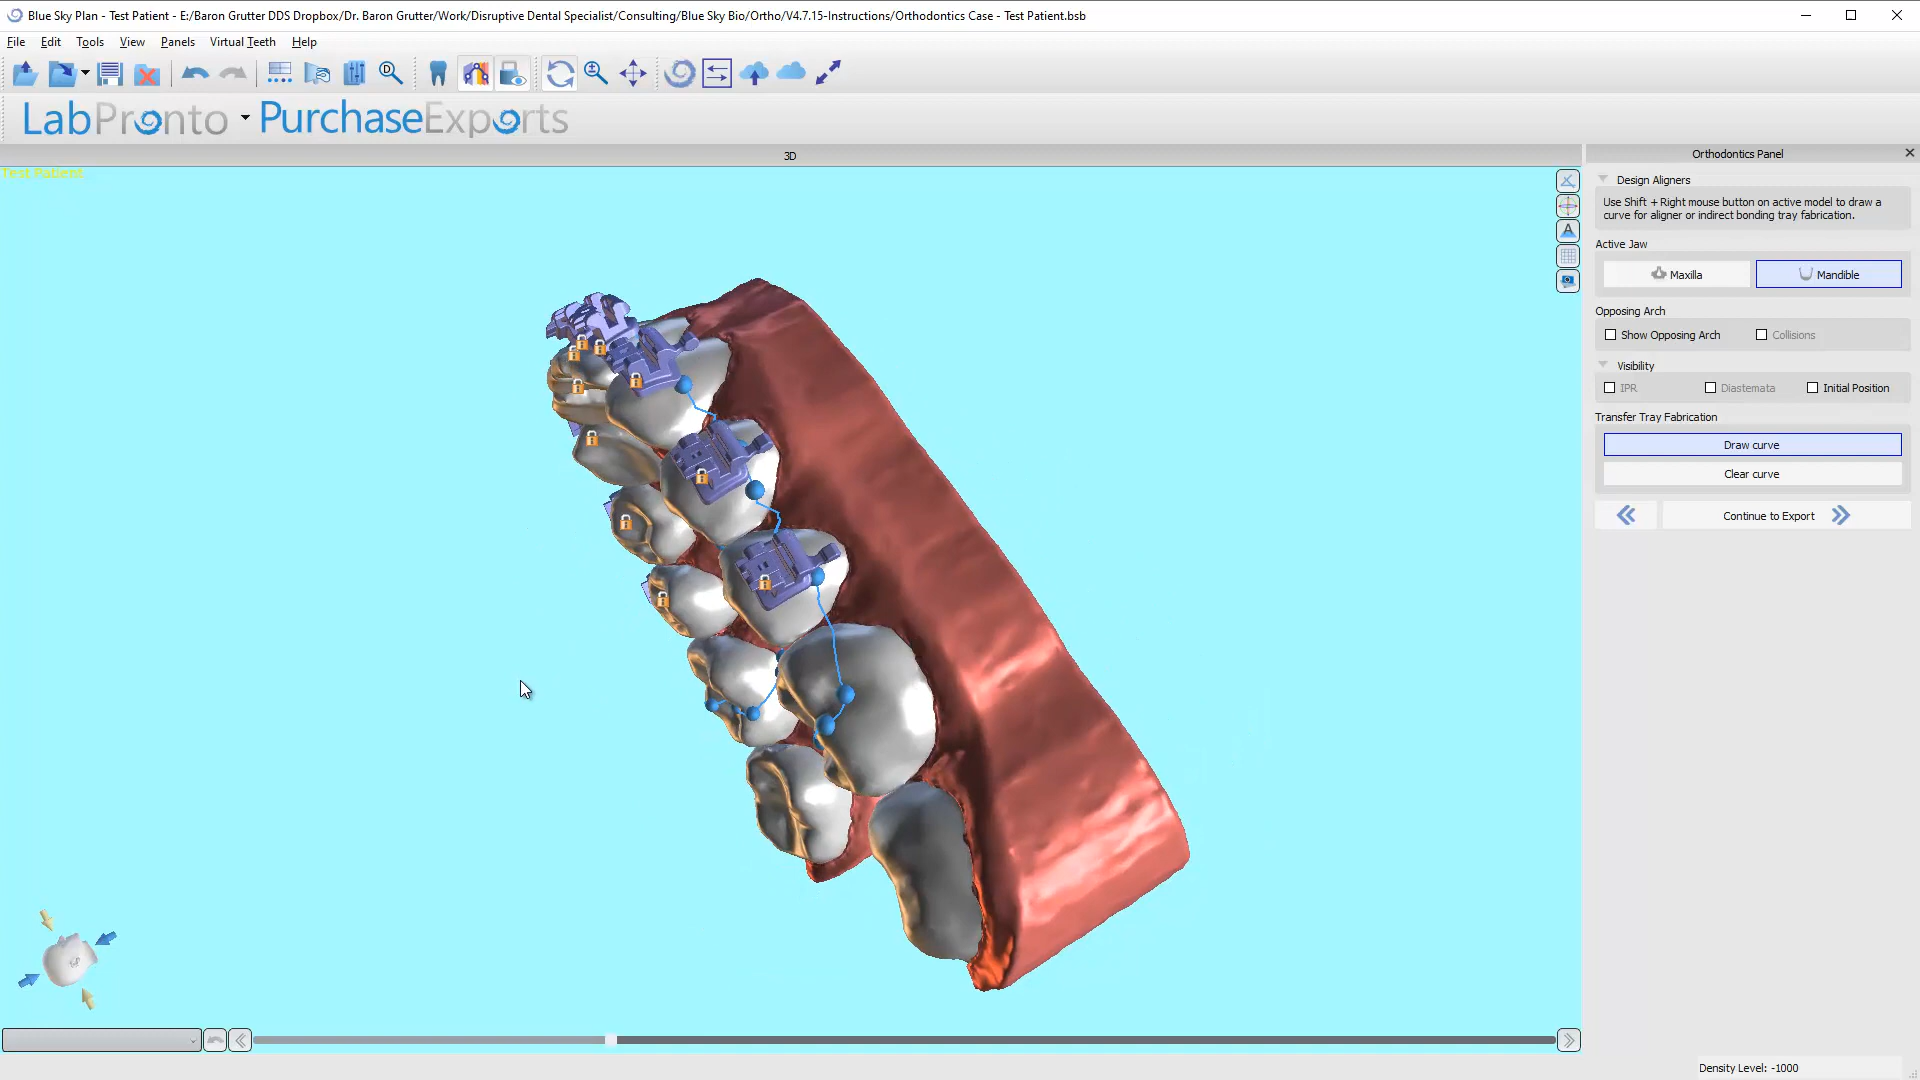 Blue Sky Plan - Test Patient - E:/Baron Grutter DDS Dropbox/Dr. Baron Grutter/Work/Disruptive Dental Specialist/Consulting/Blue Sky Bio/Ortho/V4.7.15-Instructions/Orthodontics Case - Test Patient.bsb
File Edit Tools View Panels Virtual Teeth Help
LabPronto PurchaseExports
3D
Orthodontics Panel
Test Patient
Design Aligners
Use Shift + Right mouse button on active model to draw a
curve for aligner or indirect bonding tray fabrication.
Active Jaw
Maxilla Mandible
Opposing Arch
Show Opposing Arch Collisions
Visibility
IPR Diastemata Initial Position
Transfer Tray Fabrication
Draw curve
Clear curve
Continue to Export
Density Level: -1000